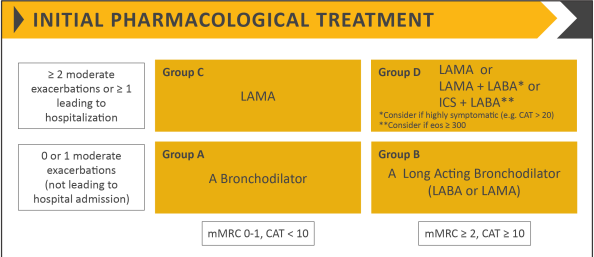 INITIAL PHARMACOLOGICAL TREATMENT
≥ 2 moderate
exacerbations or ≥ 1
leading to
hospitalization
Group C
LAMA
Group D
LAMA or
LAMA + LABA* or
ICS + LABA**
*Consider if highly symptomatic (e.g. CAT > 20)
**Consider if eos ≥ 300
0 or 1 moderate
exacerbations
(not leading to
hospital admission)
Group A
A Bronchodilator
Group B
A Long Acting Bronchodilator
(LABA or LAMA)
mMRC 0-1, CAT < 10
mMRC ≥ 2, CAT ≥ 10